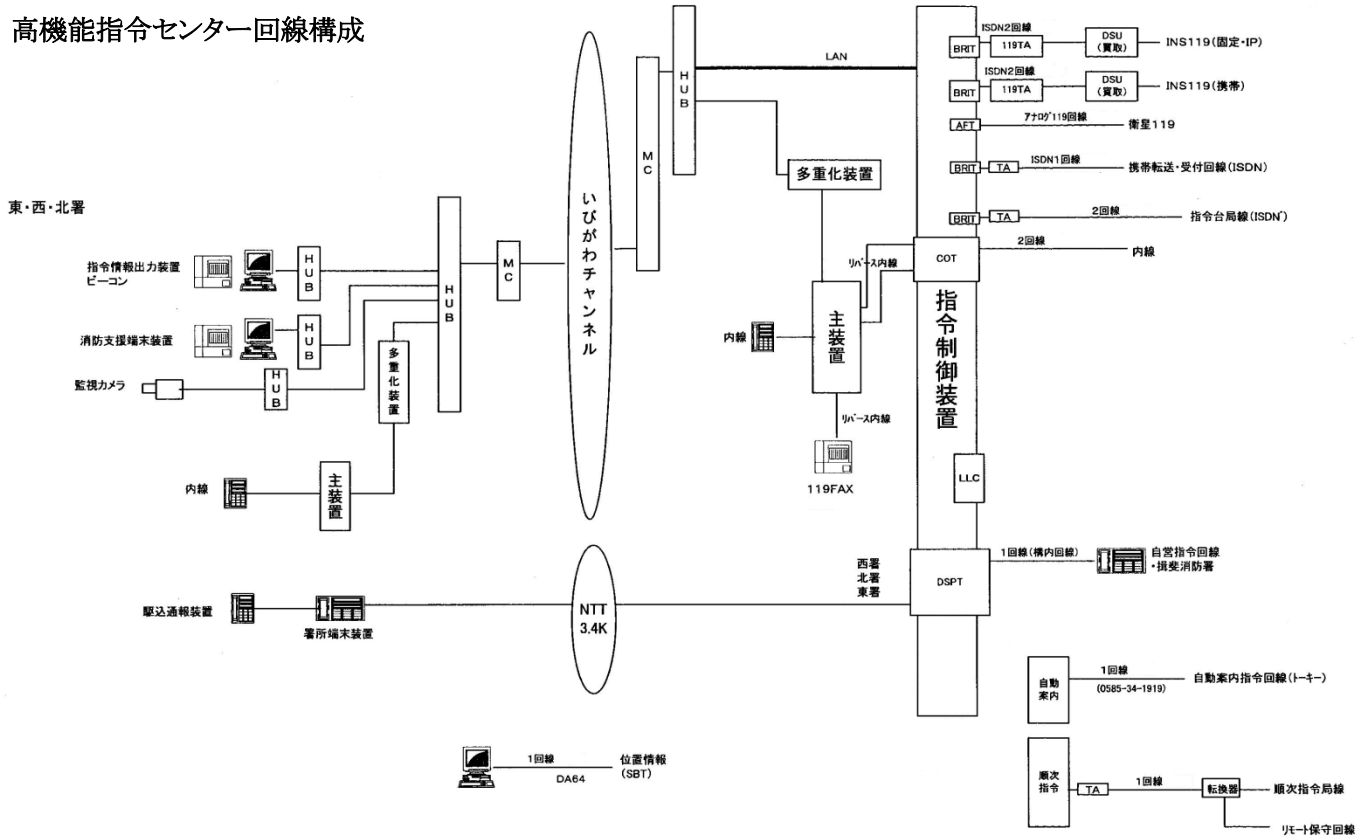 高機能指令センター回線構成
東・西・北署
指令情報出力装置
ビーコン
HUB
消防支援端末装置
HUB
監視カメラ
HUB
多重化装置
内線
主装置
HUB
MC
いびがわチャンネル
MC
HUB
LAN
多重化装置
リバース内線
内線
主装置
リバース内線
119FAX
駆込通報装置
署所端末装置
NTT
3.4K
西署
北署
東署
指令制御装置
BRIT
ISDN2回線
119TA
DSU
(買取)
INS119(固定・IP)
BRIT
ISDN2回線
119TA
DSU
(買取)
INS119(携帯)
AFT
アナログ119回線
衛星119
BRIT
TA
ISDN1回線
携帯転送・受付回線(ISDN)
BRIT
TA
2回線
指令台局線(ISDN)
COT
2回線
内線
LLC
DSPT
1回線(構内回線)
自営指令回線
・揖斐消防署
自動
案内
1回線
(0585-34-1919)
自動案内指令回線(トーキー)
1回線
DA64
位置情報
(SBT)
順次
指令
TA
1回線
転換器
順次指令局線
リモート保守回線